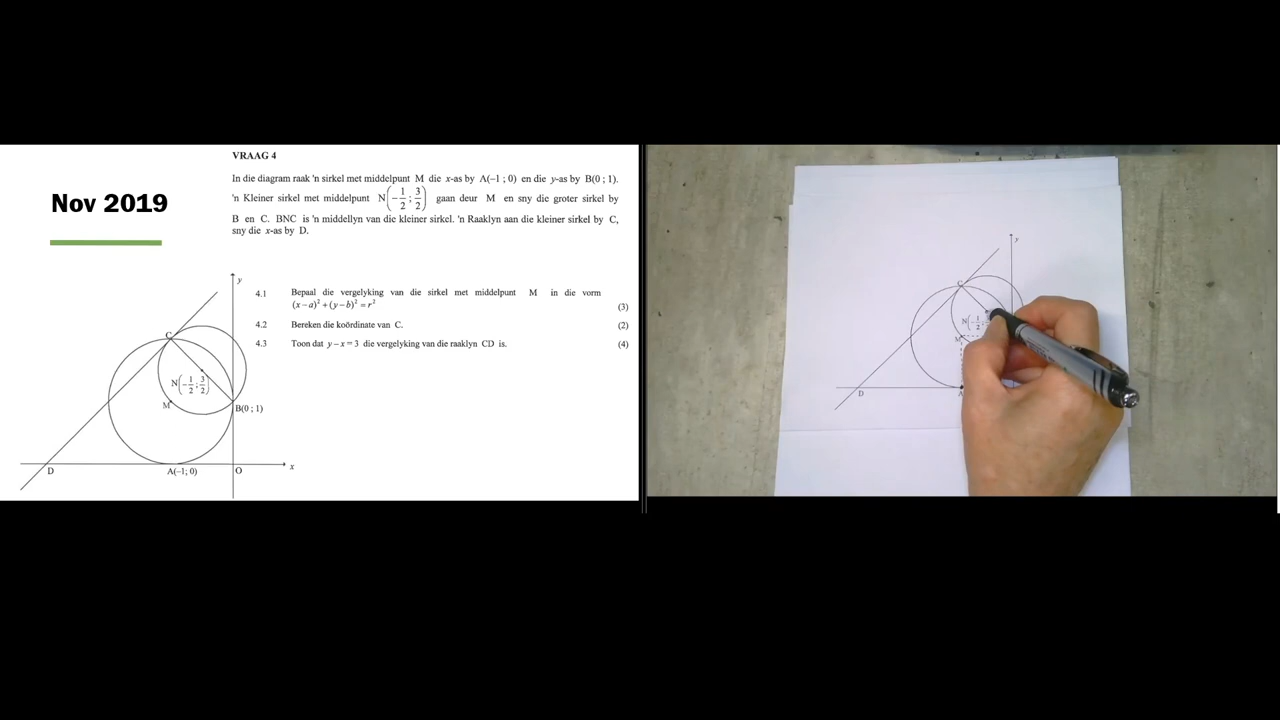 Nov 2019
VRAAG 4
In die diagram raak 'n sirkel met middelpunt M die x-as by A(−1 ; 0) en die y-as by B(0 ; 1).
'n Kleiner sirkel met middelpunt N(−1/2 ; 3/2) gaan deur M en sny die groter sirkel by
B en C. BNC is 'n middellyn van die kleiner sirkel. 'n Raaklyn aan die kleiner sirkel by C,
sny die x-as by D.
4.1 Bepaal die vergelyking van die sirkel met middelpunt M in die vorm
(x−a)² + (y−b)² = r² (3)
4.2 Bereken die koördinate van C. (2)
4.3 Toon dat y−x = 3 die vergelyking van die raaklyn CD is. (4)
y
C
N(−1/2 ; 3/2)
M
B(0 ; 1)
D
A(−1; 0)
O
x
y
C
M
D
A